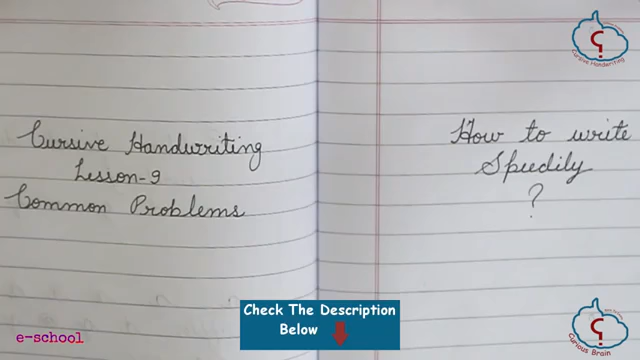 Cursive Handwriting
Lesson-9
Common Problems
How to write
Speedily
?
Cursive Handwriting
Check The Description
Below
e-school
Curious Brain